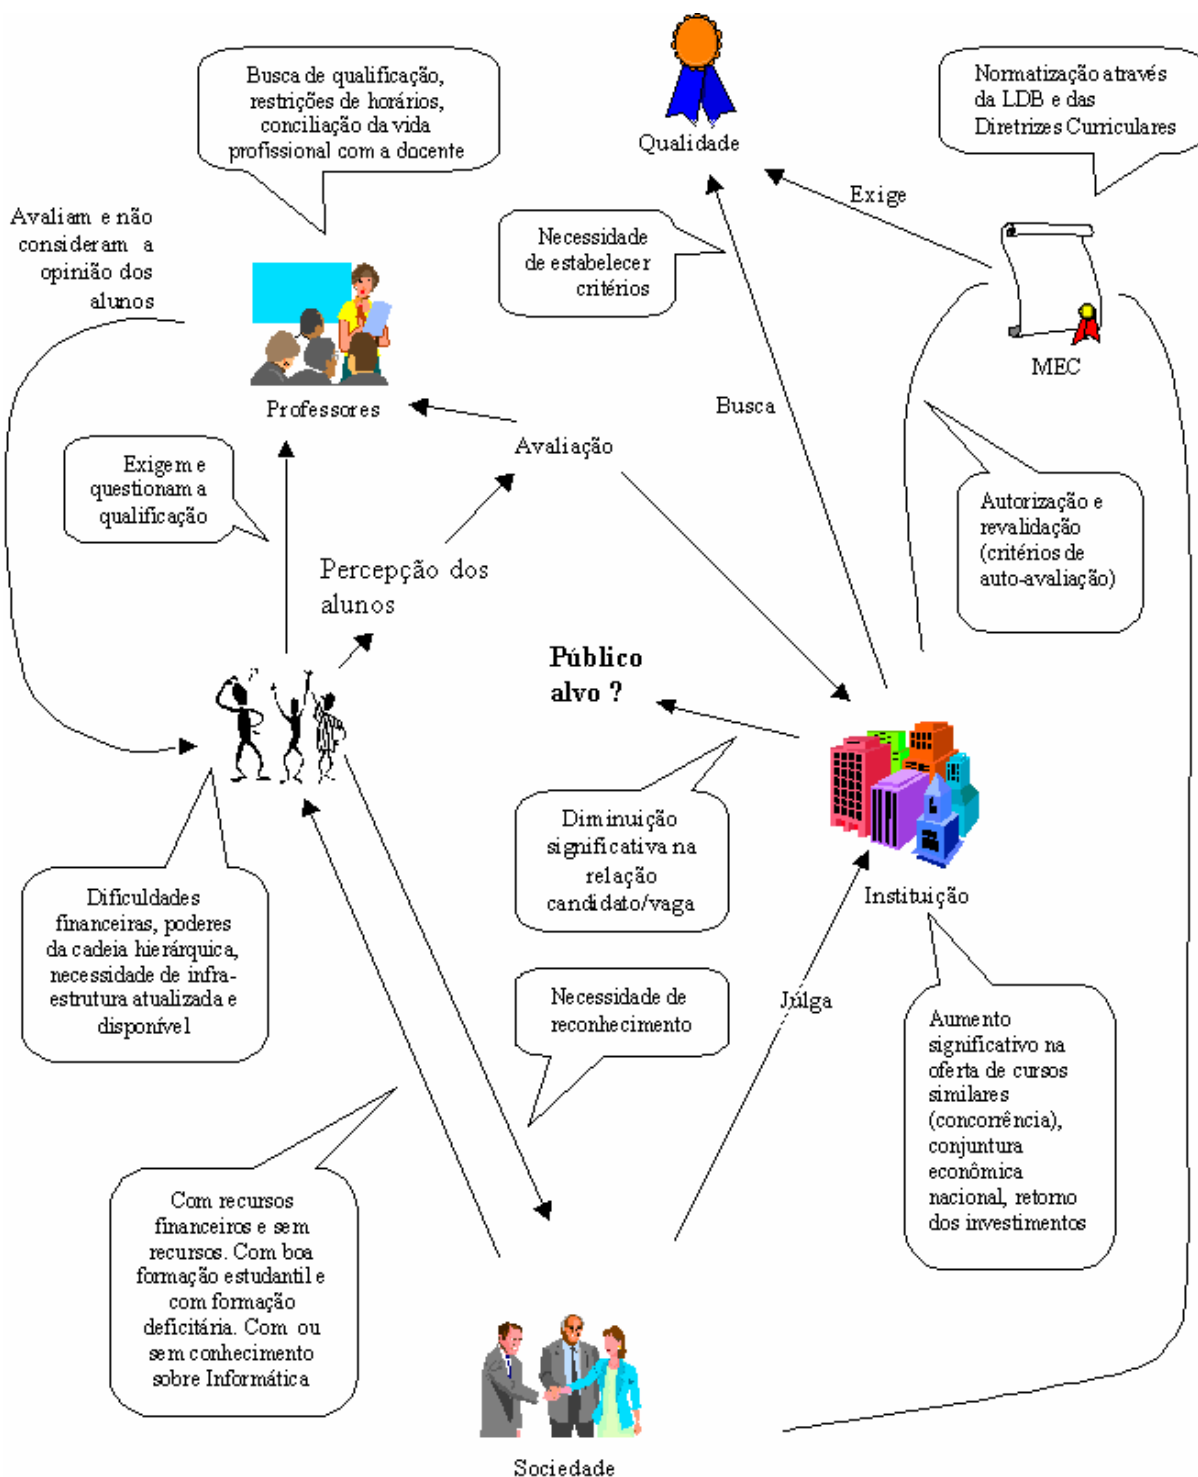 Busca de qualificação,
restrições de horários,
conciliação da vida
profissional com a docente
Qualidade
Normatização através
da LDB e das
Diretrizes Curriculares
Exige
Avaliam e não
consideram a
opinião dos
alunos
Necessidade
de estabelecer
critérios
MEC
Professores
Busca
Avaliação
Exigem e
questionam a
qualificação
Autorização e
revalidação
(critérios de
auto-avaliação)
Percepção dos
alunos
Público
alvo ?
Diminuição
significativa na
relação
candidato/vaga
Instituição
Dificuldades
financeiras, poderes
da cadeia hierárquica,
necessidade de infra-
estrutura atualizada e
disponível
Necessidade de
reconhecimento
Júlga
Aumento
significativo na
oferta de cursos
similares
(concorrência),
conjuntura
econômica
nacional, retorno
dos investimentos
Com recursos
financeiros e sem
recursos. Com boa
formação estudantil e
com formação
deficitária. Com ou
sem conhecimento
sobre Informática
Sociedade